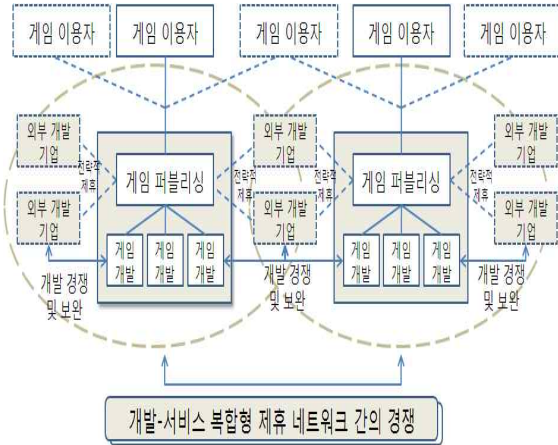 게임 이용자
게임 이용자
게임 이용자
게임 이용자
게임 이용자
외부 개발
기업
외부 개발
기업
전략적
제휴
게임 퍼블리싱
전략적
제휴
외부 개발
기업
외부 개발
기업
전략적
제휴
게임 퍼블리싱
전략적
제휴
외부 개발
기업
외부 개발
기업
게임
개발
게임
개발
게임
개발
게임
개발
게임
개발
게임
개발
개발 경쟁
및 보완
개발 경쟁
및 보완
개발 경쟁
및 보완
개발-서비스 복합형 제휴 네트워크 간의 경쟁